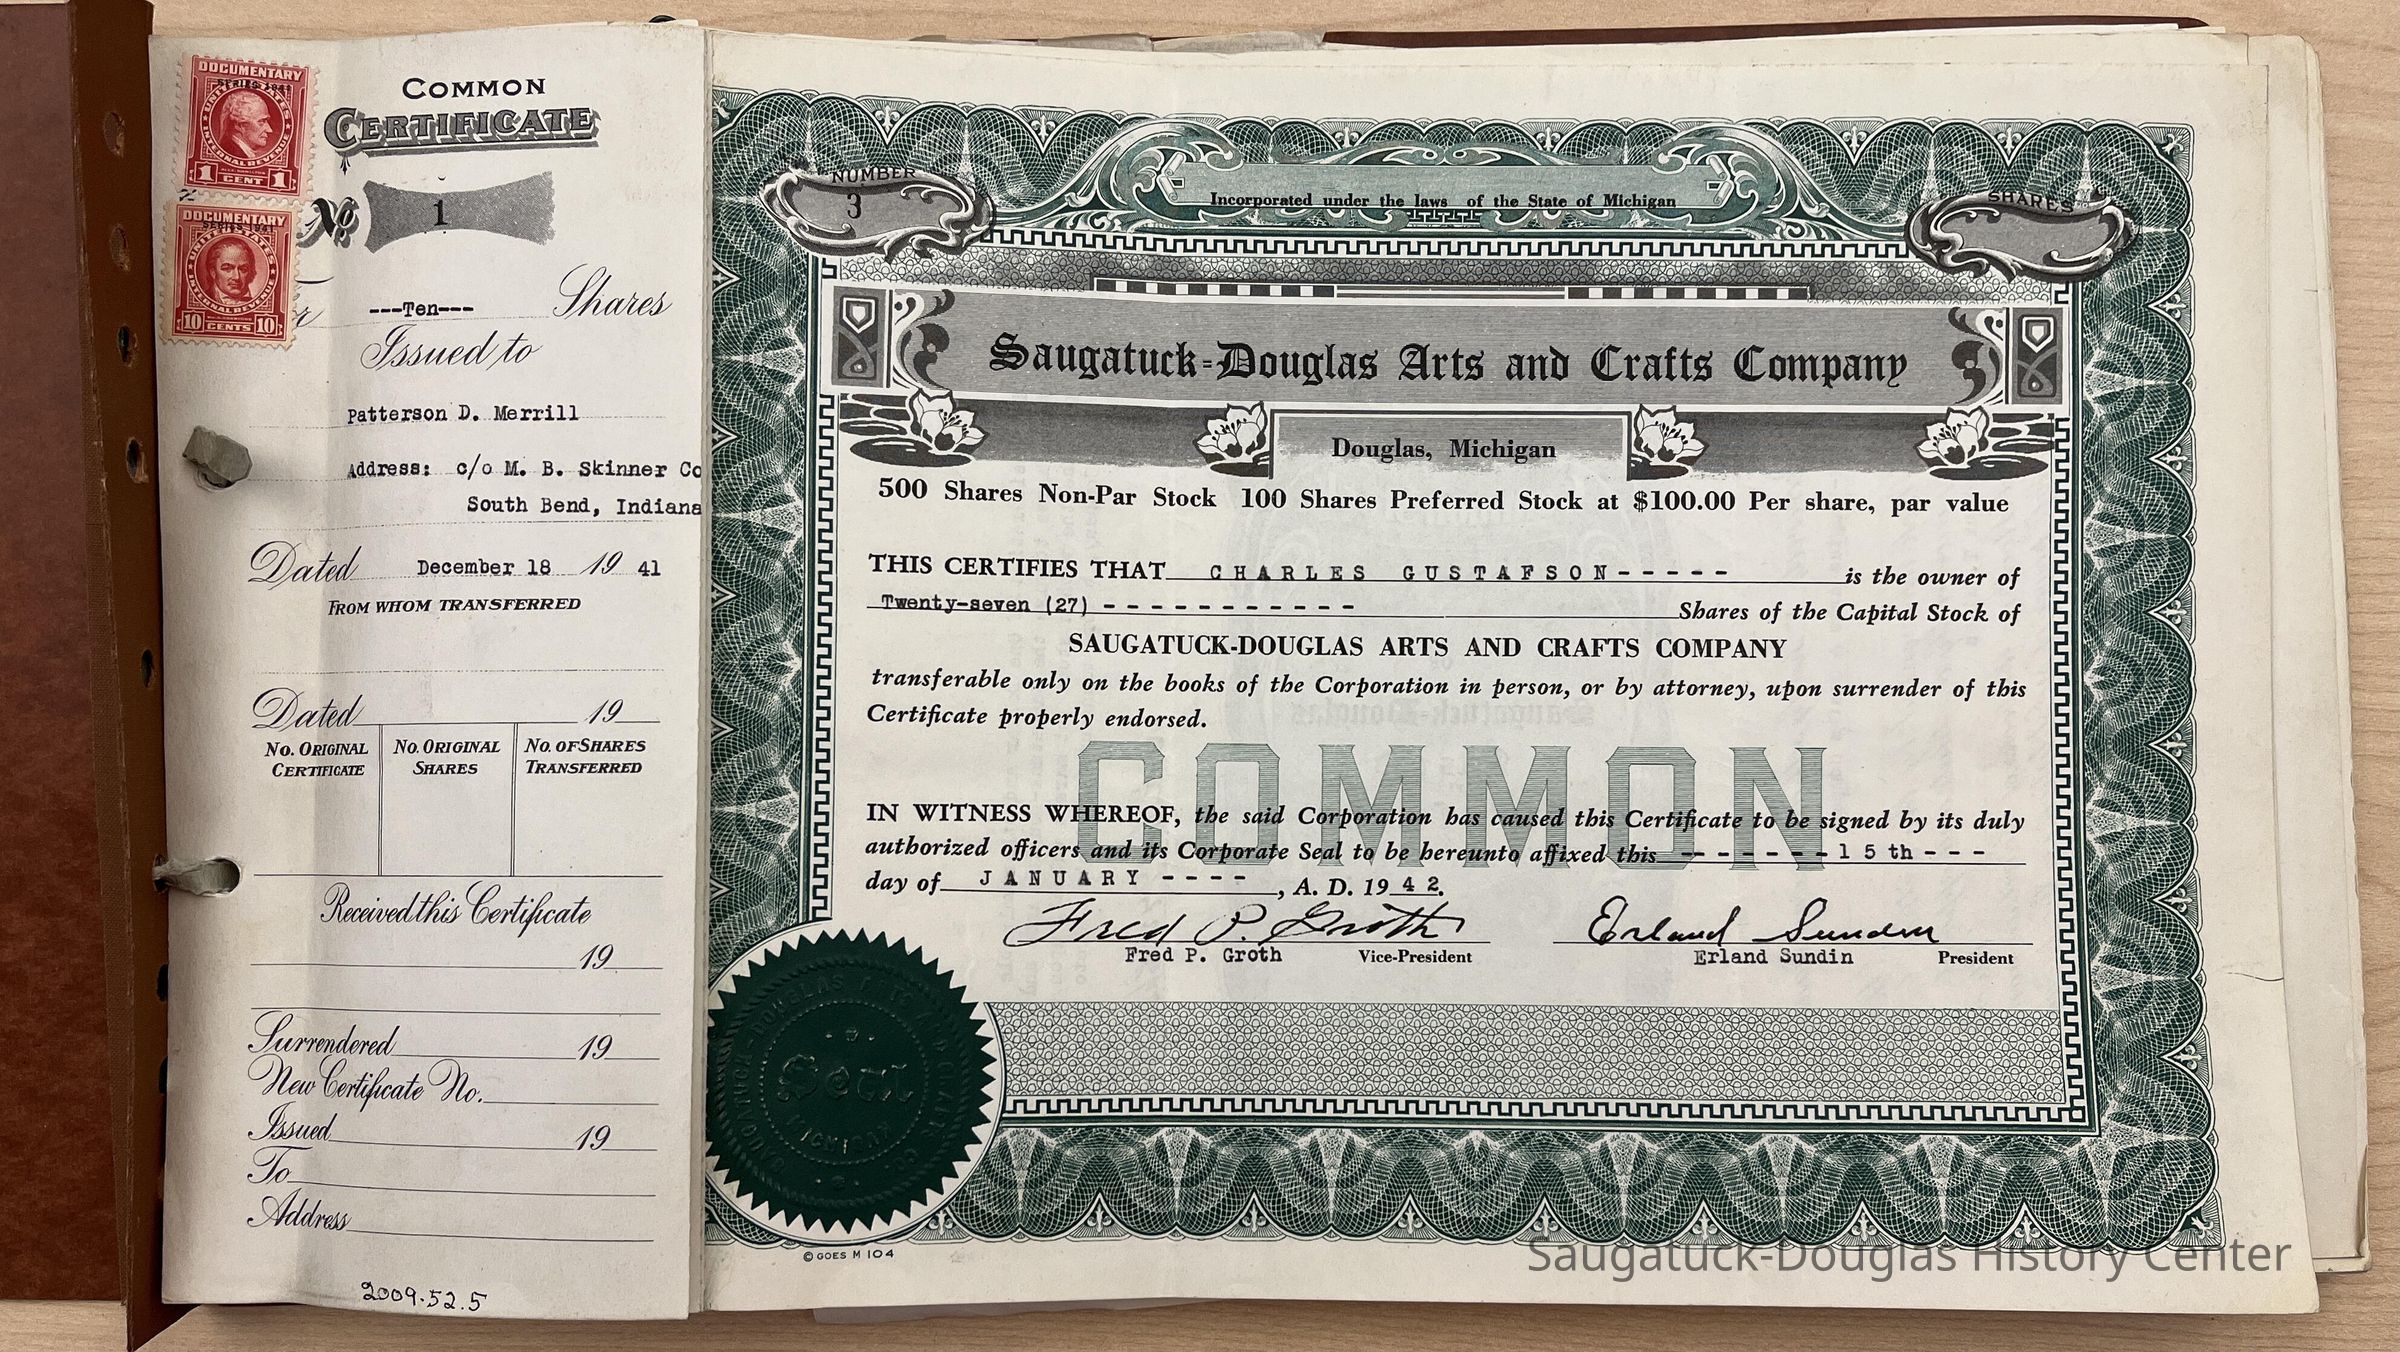 DOCUMENTARY
SERIES 1941
UNITED STATES
INTERNAL REVENUE
1 CENT 1
DOCUMENTARY
SERIES 1941
UNITED STATES
INTERNAL REVENUE
10 CENTS 10
COMMON
CERTIFICATE
No. 1
---Ten--- Shares
Issued to
Patterson D. Merrill
Address: c/o M. B. Skinner Co
South Bend, Indiana
Dated December 18 19 41
FROM WHOM TRANSFERRED
Dated 19
NO. ORIGINAL CERTIFICATE NO. ORIGINAL SHARES NO. OF SHARES TRANSFERRED
Received this Certificate
19
Surrendered 19
New Certificate No.
Issued 19
To
Address
2009.52.5
NUMBER
3
Incorporated under the laws of the State of Michigan
SHARES
Saugatuck-Douglas Arts and Crafts Company
Douglas, Michigan
500 Shares Non-Par Stock 100 Shares Preferred Stock at $100.00 Per share, par value
THIS CERTIFIES THAT CHARLES GUSTAFSON----- is the owner of
Twenty-seven (27) - - - - - - - - - - - Shares of the Capital Stock of
SAUGATUCK-DOUGLAS ARTS AND CRAFTS COMPANY
transferable only on the books of the Corporation in person, or by attorney, upon surrender of this
Certificate properly endorsed.
COMMON
IN WITNESS WHEREOF, the said Corporation has caused this Certificate to be signed by its duly
authorized officers and its Corporate Seal to be hereunto affixed this - - - - - - 15th - - -
day of JANUARY ----, A. D. 1942.
Fred P. Groth Erland Sundin
Fred P. Groth Vice-President Erland Sundin President
Seal
© GOES M 104
Saugatuck-Douglas History Center